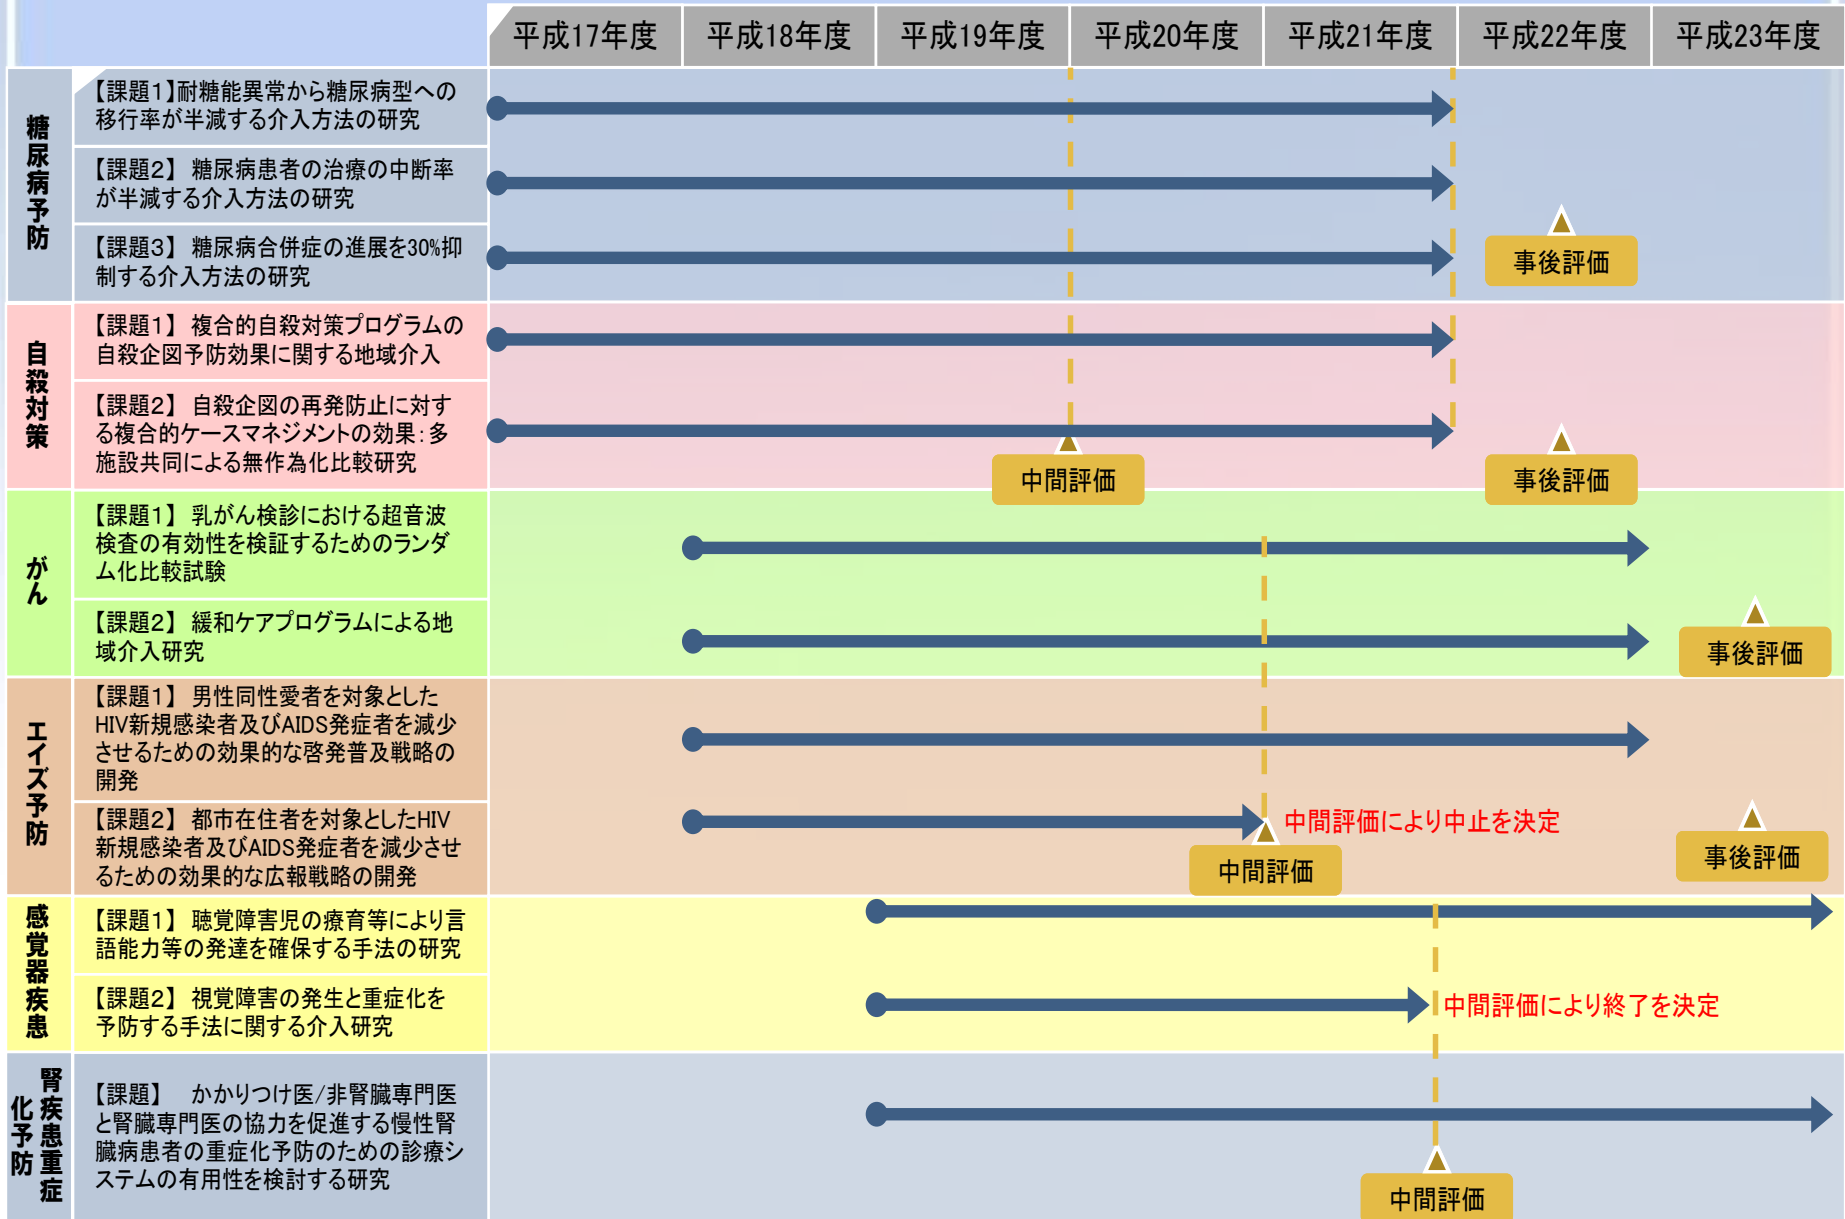 平成17年度
平成18年度
平成19年度
平成20年度
平成21年度
平成22年度
平成23年度
糖尿病予防
【課題1】耐糖能異常から糖尿病型への
移行率が半減する介入方法の研究
【課題2】 糖尿病患者の治療の中断率
が半減する介入方法の研究
【課題3】 糖尿病合併症の進展を30%抑
制する介入方法の研究
事後評価
自殺対策
【課題1】 複合的自殺対策プログラムの
自殺企図予防効果に関する地域介入
【課題2】 自殺企図の再発防止に対す
る複合的ケースマネジメントの効果：多
施設共同による無作為化比較研究
中間評価
事後評価
がん
【課題1】 乳がん検診における超音波
検査の有効性を検証するためのランダ
ム化比較試験
【課題2】 緩和ケアプログラムによる地
域介入研究
事後評価
エイズ予防
【課題1】 男性同性愛者を対象とした
HIV新規感染者及びAIDS発症者を減少
させるための効果的な啓発普及戦略の
開発
【課題2】 都市在住者を対象としたHIV
新規感染者及びAIDS発症者を減少させ
るための効果的な広報戦略の開発
中間評価により中止を決定
中間評価
事後評価
感覚器疾患
【課題1】 聴覚障害児の療育等により言
語能力等の発達を確保する手法の研究
【課題2】 視覚障害の発生と重症化を
予防する手法に関する介入研究
中間評価により終了を決定
腎疾患重症
化予防
【課題】　かかりつけ医/非腎臓専門医
と腎臓専門医の協力を促進する慢性腎
臓病患者の重症化予防のための診療シ
ステムの有用性を検討する研究
中間評価